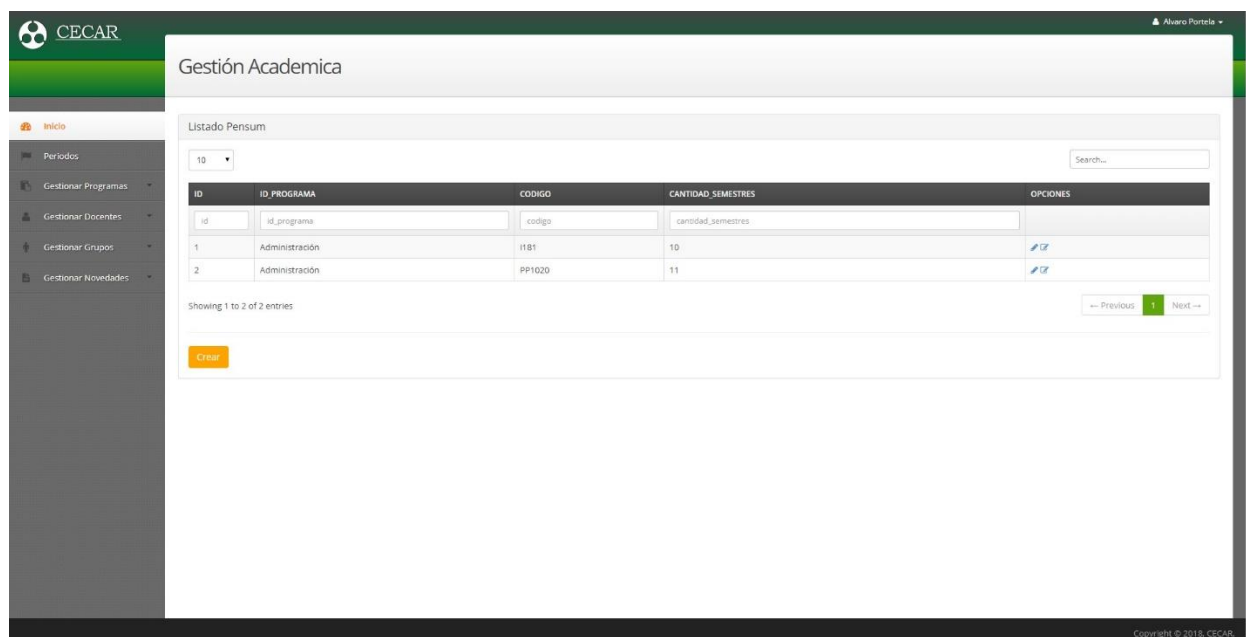 CECAR
Alvaro Portela
Gestión Academica
Inicio
Periodos
Gestionar Programas
Gestionar Docentes
Gestionar Grupos
Gestionar Novedades
Listado Pensum
10
Search...
ID ID_PROGRAMA CODIGO CANTIDAD_SEMESTRES OPCIONES
id id_programa codigo cantidad_semestres
1 Administración I181 10
2 Administración PP1020 11
Showing 1 to 2 of 2 entries
← Previous 1 Next →
Crear
Copyright © 2018, CECAR.